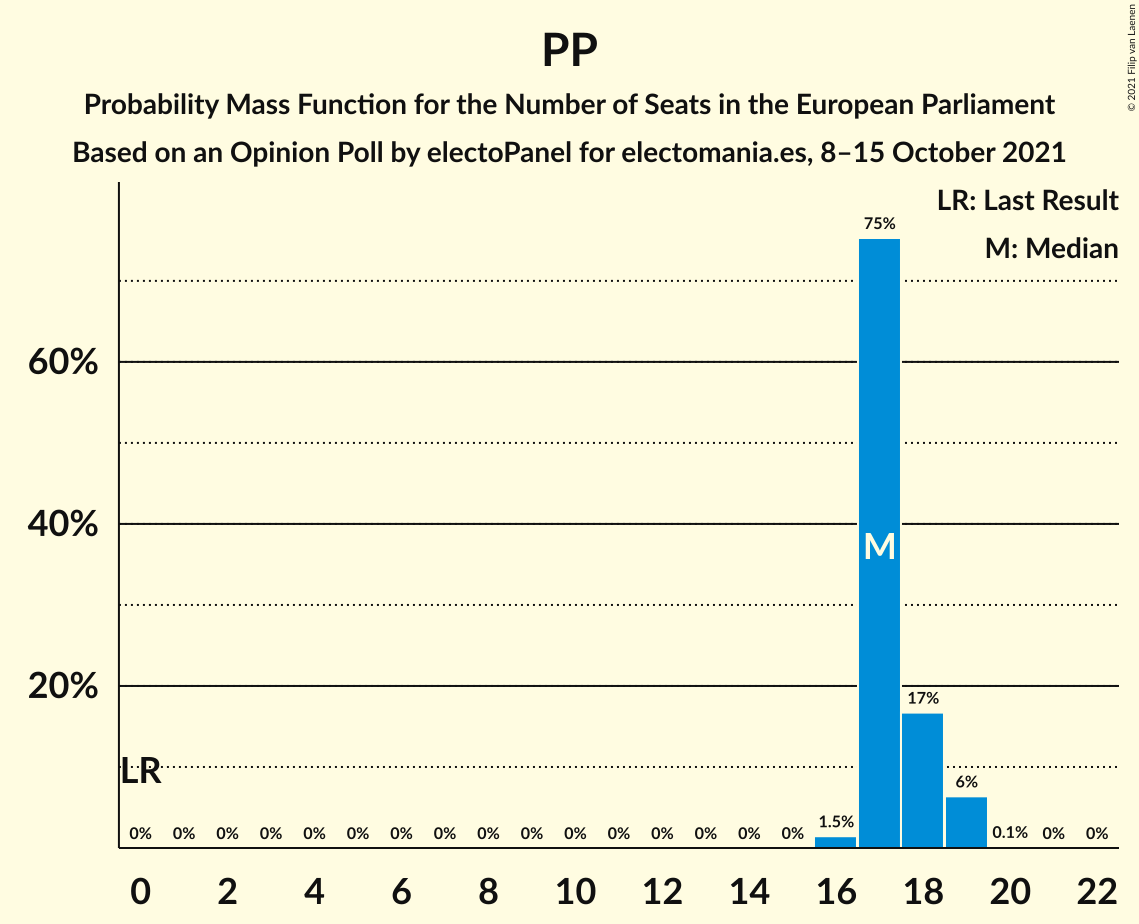 PP
Probability Mass Function for the Number of Seats in the European Parliament
Based on an Opinion Poll by electoPanel for electomania.es, 8–15 October 2021
© 2021 Filip van Laenen
LR: Last Result
M: Median
75%
60%
40%
M
20%
17%
LR
6%
0% 0% 0% 0% 0% 0% 0% 0% 0% 0% 0% 0% 0% 0% 0% 0% 1.5% 0.1% 0% 0%
0 2 4 6 8 10 12 14 16 18 20 22